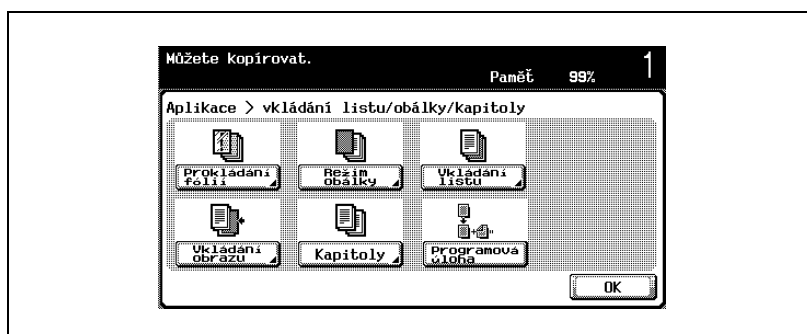 Můžete kopírovat.
Paměť 99% 1
Aplikace > vkládání listu/obálky/kapitoly
Prokládání fólií
Režim obálky
Vkládání listu
Vkládání obrazu
Kapitoly
Programová úloha
OK